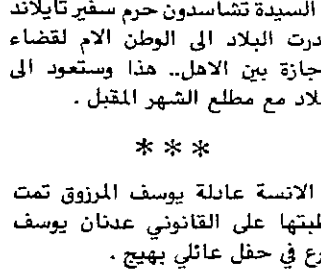 السيدة تشاسدون حرم سفير تايلاند
درت البلاد الى الوطن الام لقضاء
جازة بين الاهل.. هذا وستعود الى
لاد مع مطلع الشهر المقبل .
***
الانسة عادلة يوسف المرزوق تمت
طبتها على القانوني عدنان يوسف
رع في حفل عائلي بهيج .